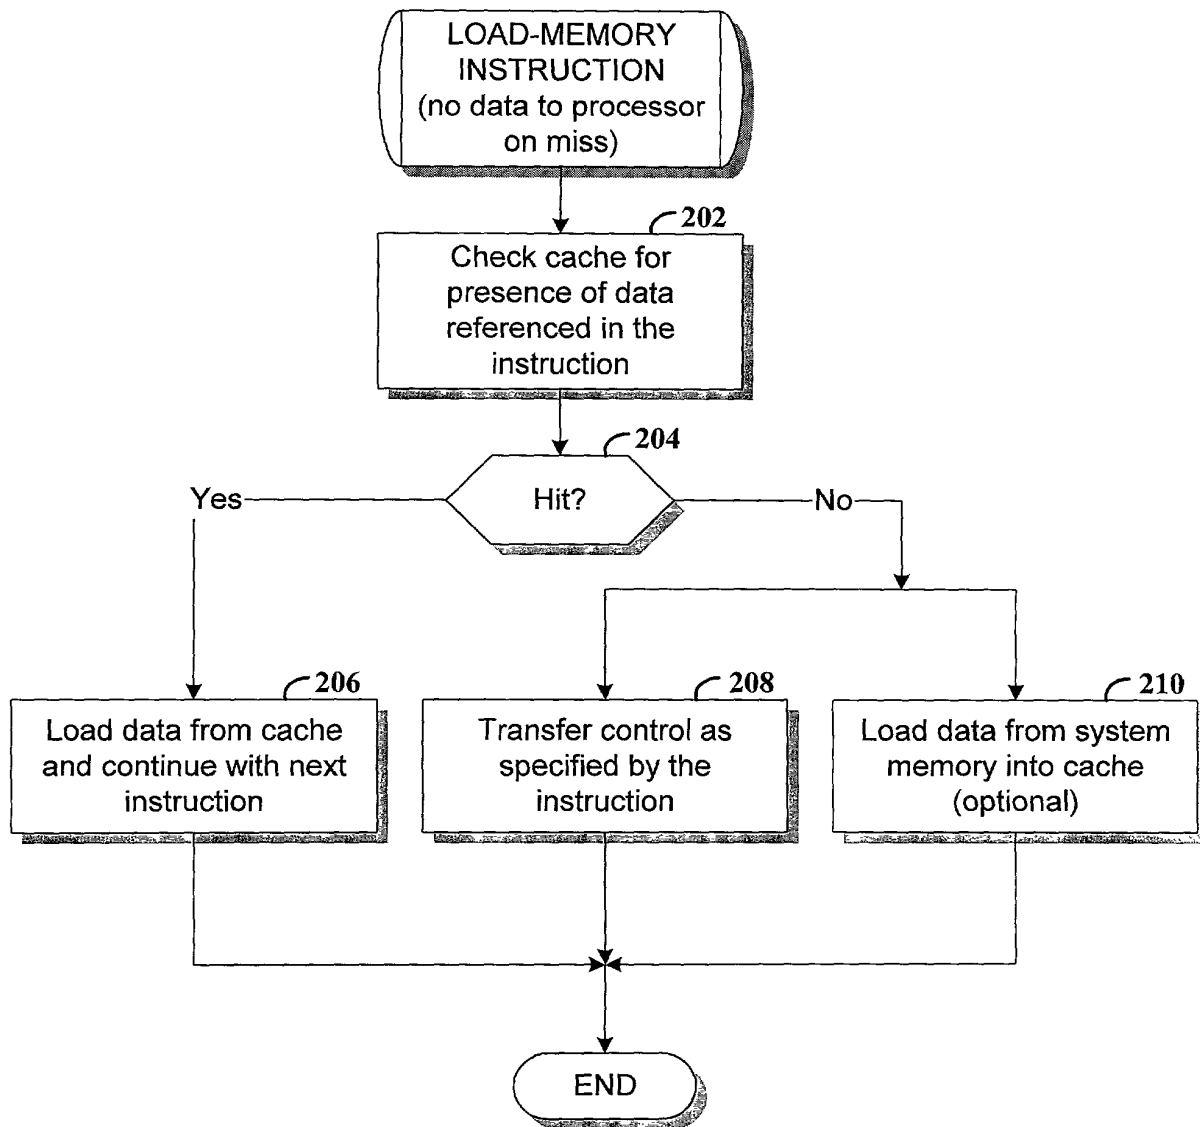 LOAD-MEMORY
INSTRUCTION
(no data to processor
on miss)
202
Check cache for
presence of data
referenced in the
instruction
204
Hit?
Yes
No
206
Load data from cache
and continue with next
instruction
208
Transfer control as
specified by the
instruction
210
Load data from system
memory into cache
(optional)
END